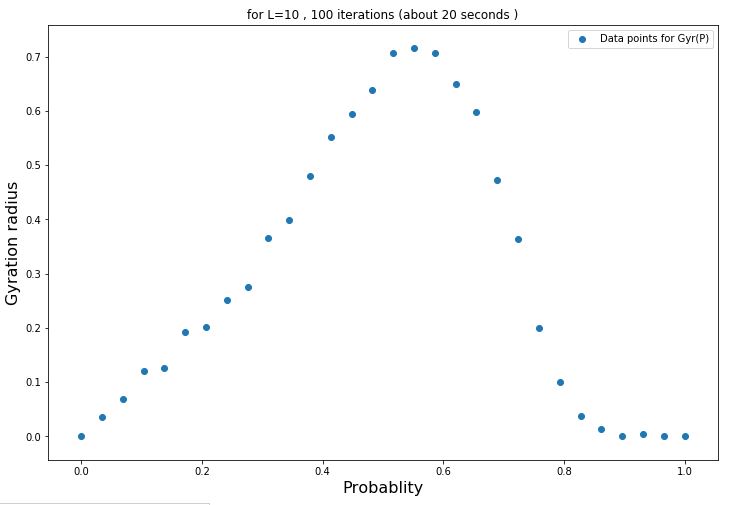 for L=10 , 100 iterations (about 20 seconds )
Data points for Gyr(P)
Gyration radius
0.7
0.6
0.5
0.4
0.3
0.2
0.1
0.0
0.0 0.2 0.4 0.6 0.8 1.0
Probablity